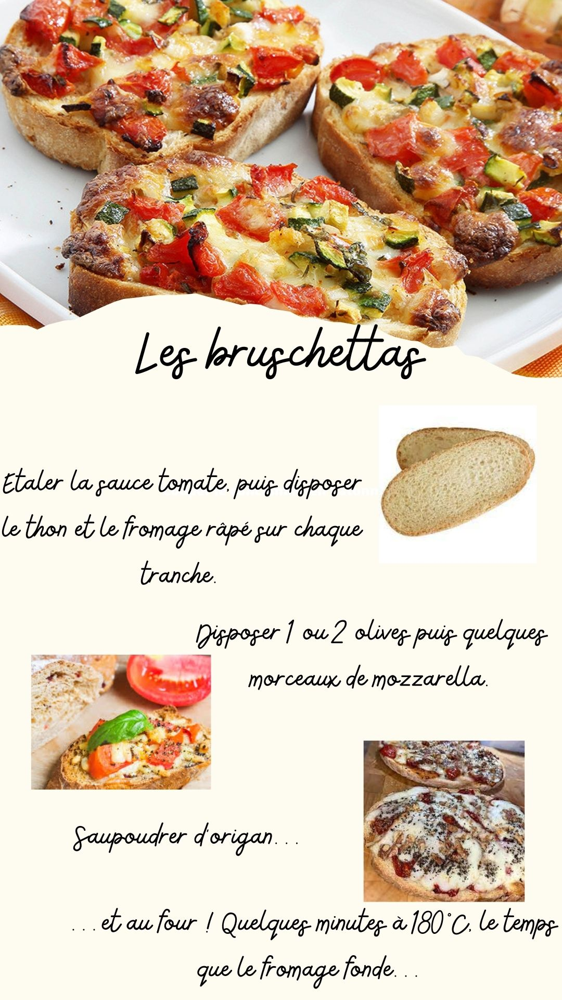 Les bruschettas
Etaler la sauce tomate, puis disposer
le thon et le fromage râpé sur chaque
tranche.
Disposer 1 ou 2 olives puis quelques
morceaux de mozzarella.
Saupoudrer d'origan...
...et au four ! Quelques minutes à 180°C, le temps
que le fromage fonde...